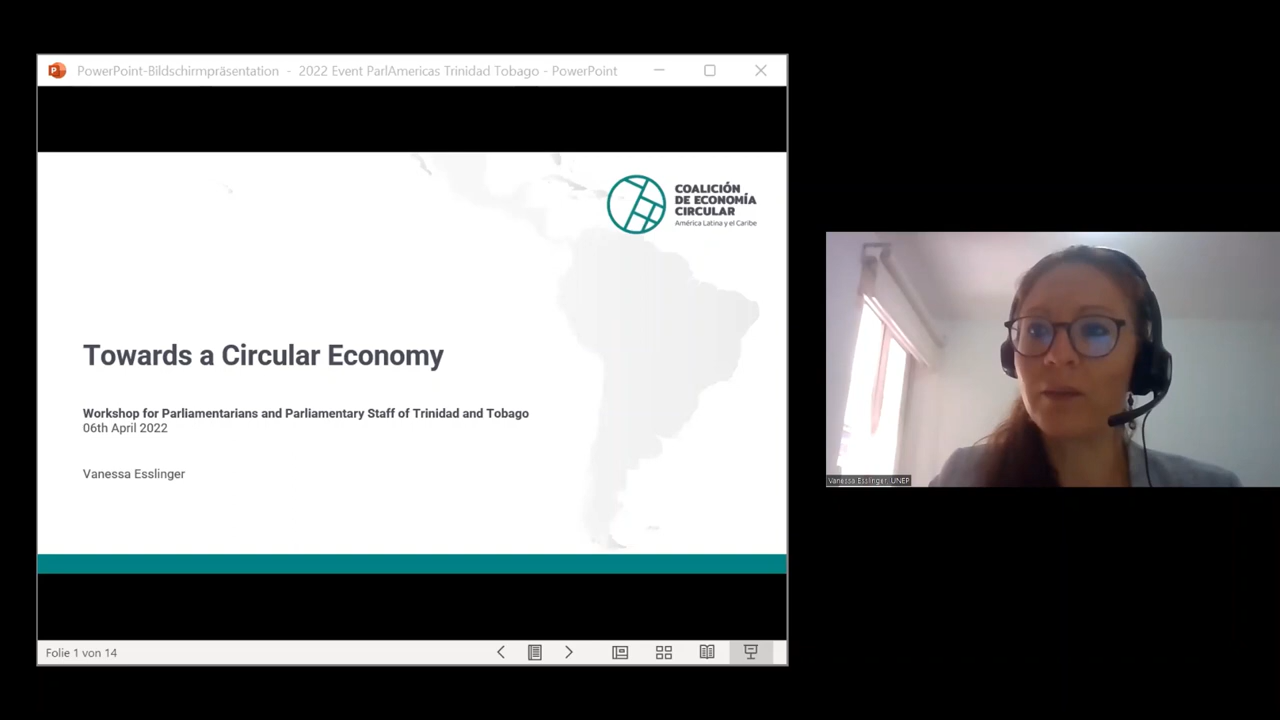 PowerPoint-Bildschirmpräsentation - 2022 Event ParlAmericas Trinidad Tobago - PowerPoint
COALICIÓN
DE ECONOMÍA
CIRCULAR
América Latina y el Caribe
Towards a Circular Economy
Workshop for Parliamentarians and Parliamentary Staff of Trinidad and Tobago
06th April 2022
Vanessa Esslinger
Vanessa Esslinger, UNEP
Folie 1 von 14